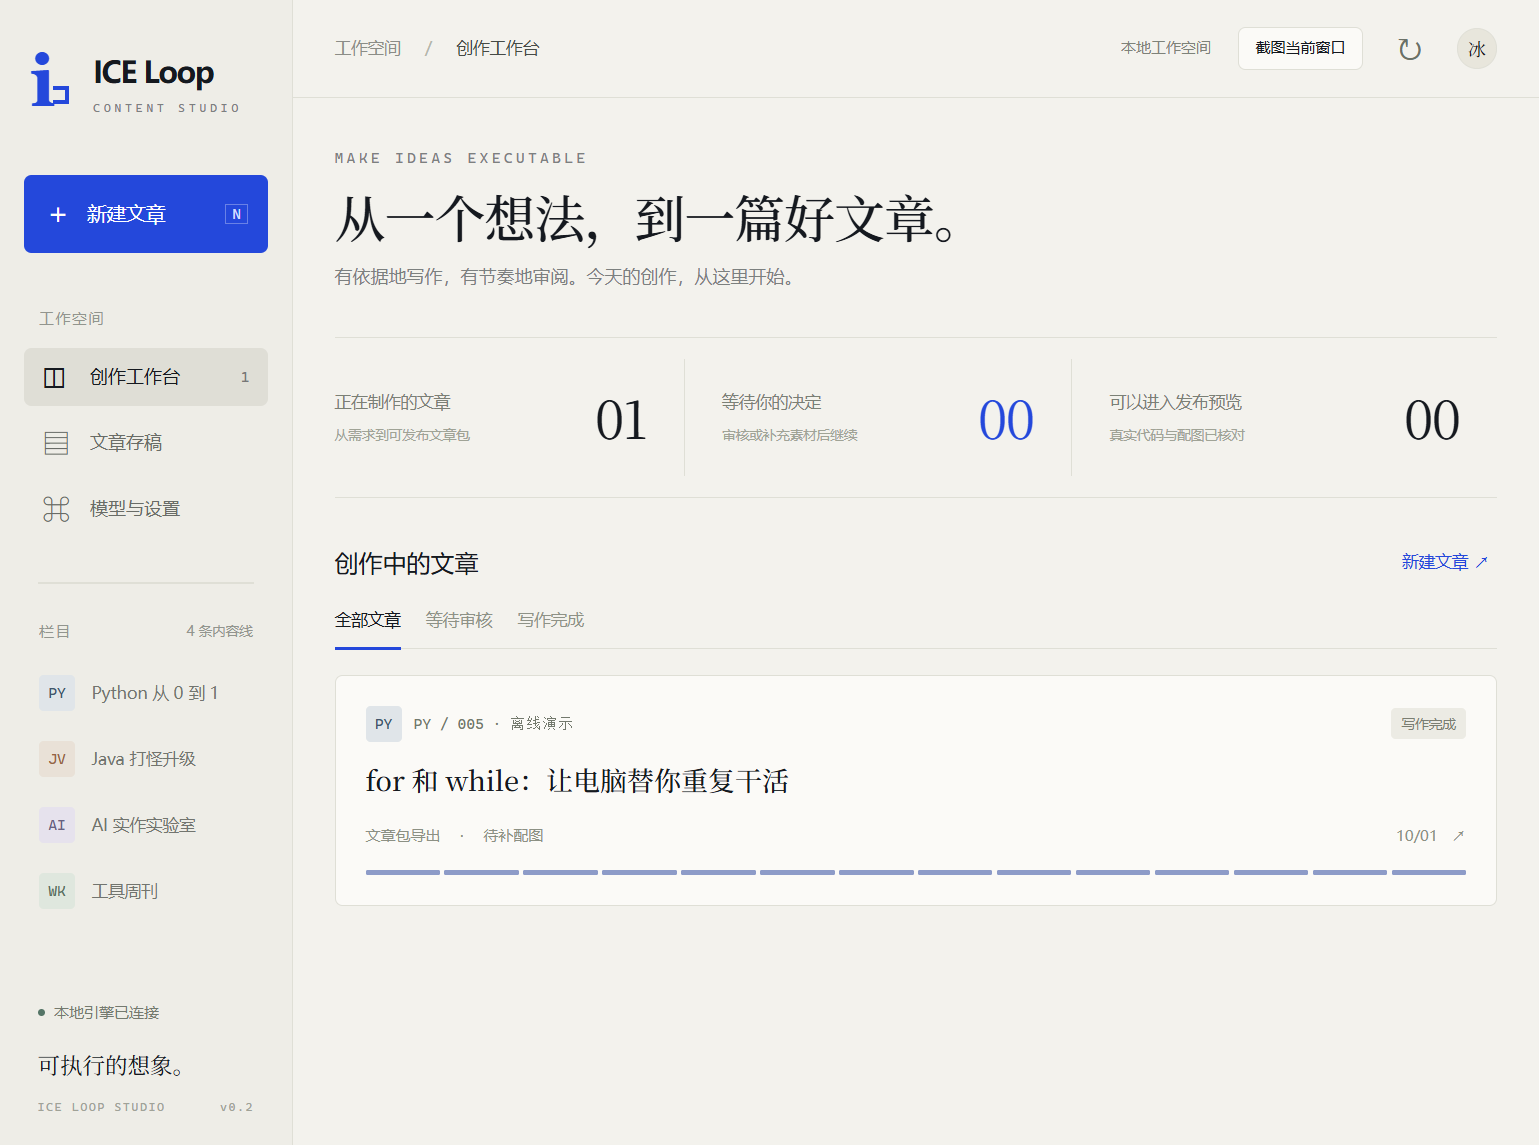 ICE Loop
CONTENT STUDIO
+ 新建文章 N
工作空间
创作工作台 1
文章存稿
模型与设置
栏目 4 条内容线
PY Python 从 0 到 1
JV Java 打怪升级
AI AI 实作实验室
WK 工具周刊
本地引擎已连接
可执行的想象。
ICE LOOP STUDIO v0.2
工作空间 / 创作工作台
本地工作空间 截图当前窗口 ↻ 冰
MAKE IDEAS EXECUTABLE
从一个想法，到一篇好文章。
有依据地写作，有节奏地审阅。今天的创作，从这里开始。
正在制作的文章
从需求到可发布文章包
01
等待你的决定
审核或补充素材后继续
00
可以进入发布预览
真实代码与配图已核对
00
创作中的文章 新建文章 ↗
全部文章 等待审核 写作完成
PY PY / 005 · 离线演示 写作完成
for 和 while：让电脑替你重复干活
文章包导出 · 待补配图 10/01 ↗